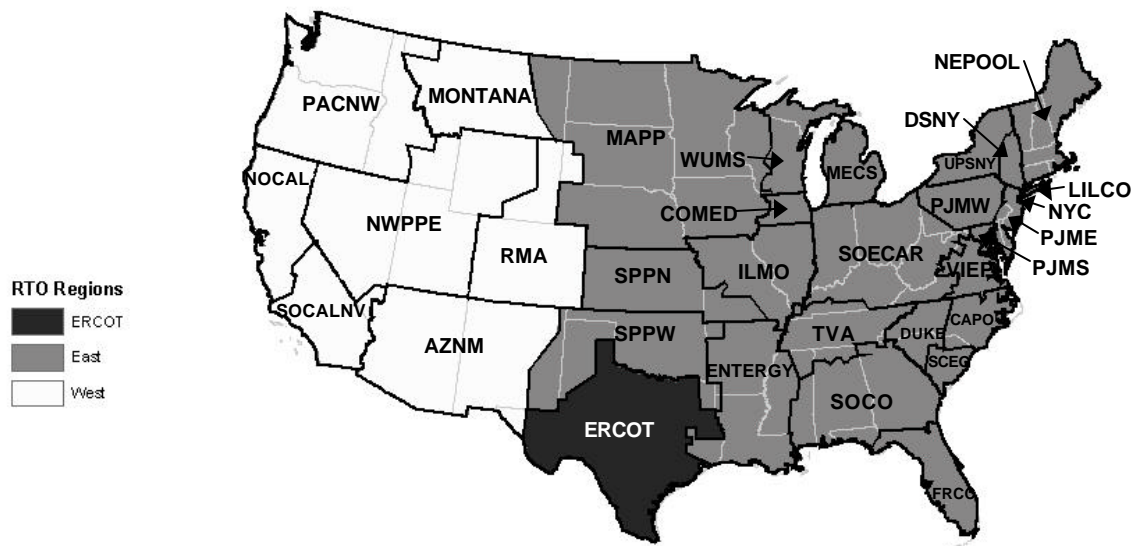 NEPOOL
PACNW
MONTANA
DSNY
MAPP
WUMS
MECS
UPSNY
NOCAL
COMED
PJMW
LILCO
NYC
NWPPE
PJME
RMA
SOECAR
SPPN
ILMO
VIEP
PJMS
RTO Regions
ERCOT
East
West
SOCALNV
AZNM
SPPW
TVA
DUKE
CAPO
SCEG
ENTERGY
SOCO
ERCOT
FRCC